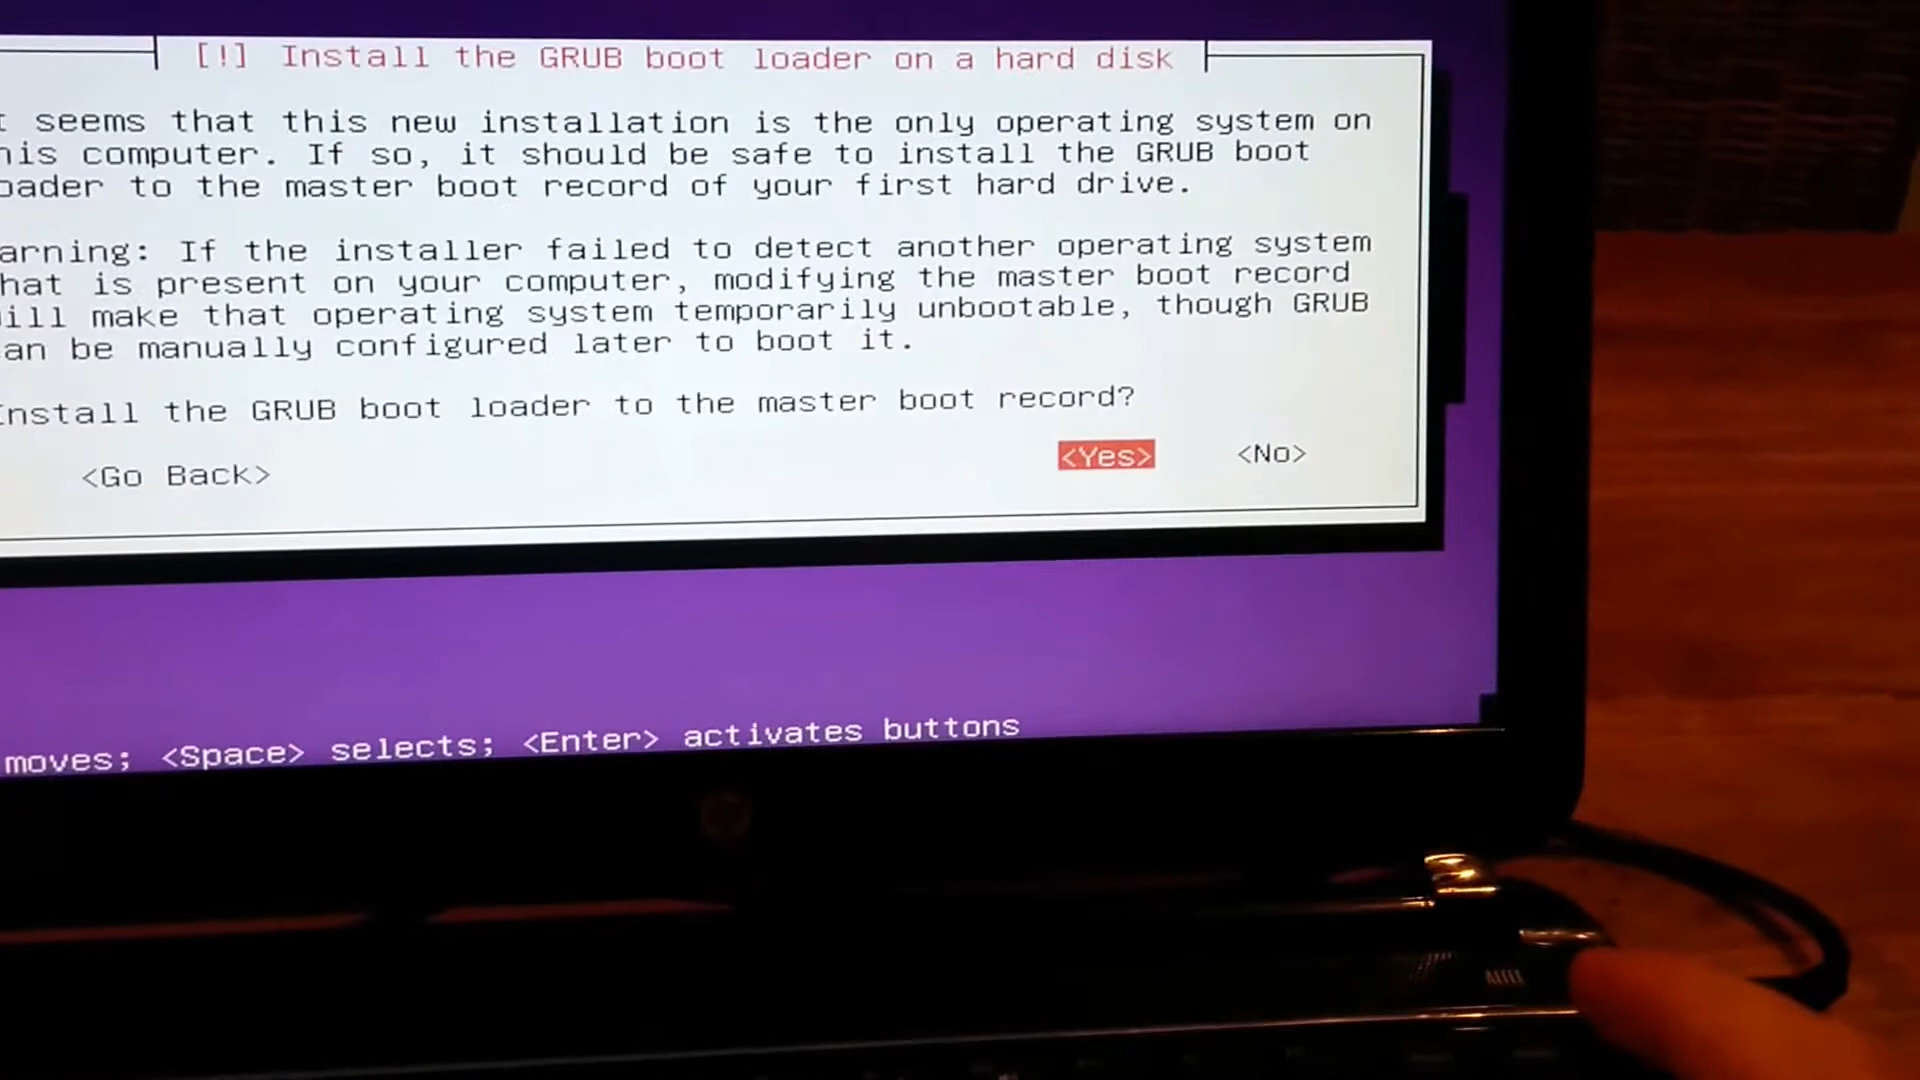 [!] Install the GRUB boot loader on a hard disk
seems that this new installation is the only operating system on
his computer. If so, it should be safe to install the GRUB boot
oader to the master boot record of your first hard drive.
arning: If the installer failed to detect another operating system
hat is present on your computer, modifying the master boot record
ill make that operating system temporarily unbootable, though GRUB
an be manually configured later to boot it.
Install the GRUB boot loader to the master boot record?
<Go Back> <Yes> <No>
moves; <Space> selects; <Enter> activates buttons
hp